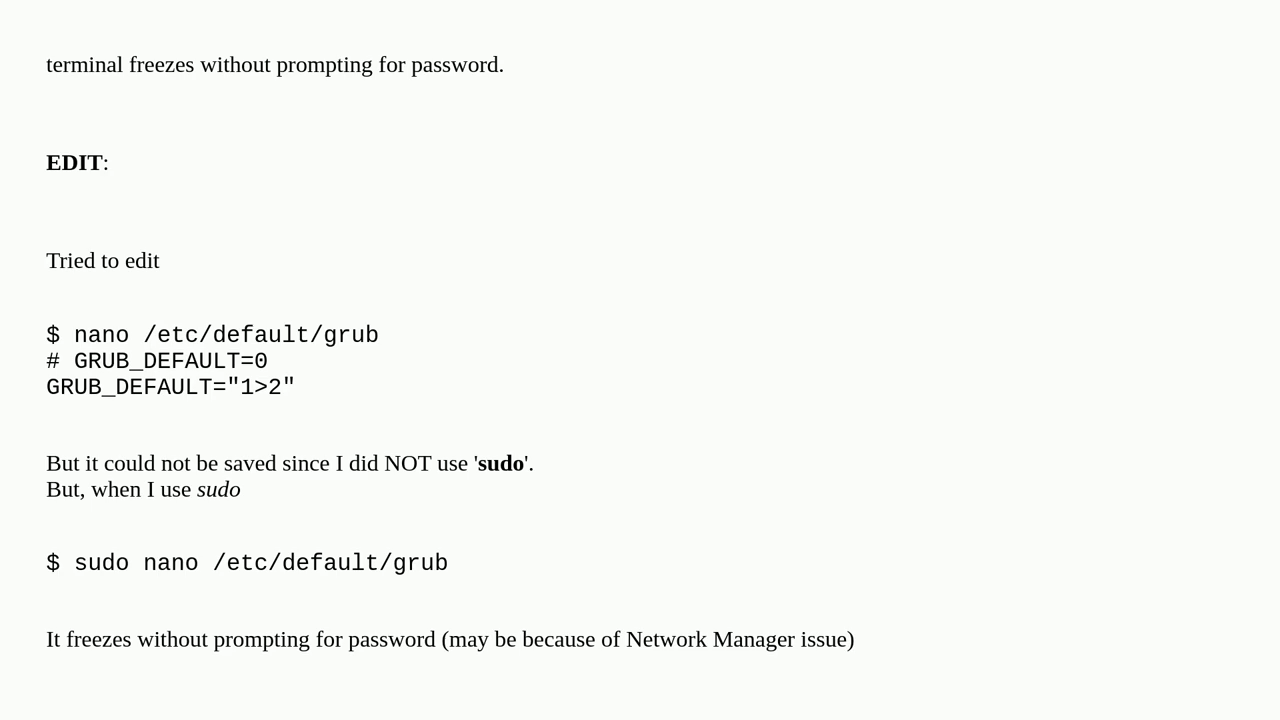 terminal freezes without prompting for password.
EDIT:
Tried to edit
$ nano /etc/default/grub
# GRUB_DEFAULT=0
GRUB_DEFAULT="1>2"
But it could not be saved since I did NOT use 'sudo'.
But, when I use sudo
$ sudo nano /etc/default/grub
It freezes without prompting for password (may be because of Network Manager issue)